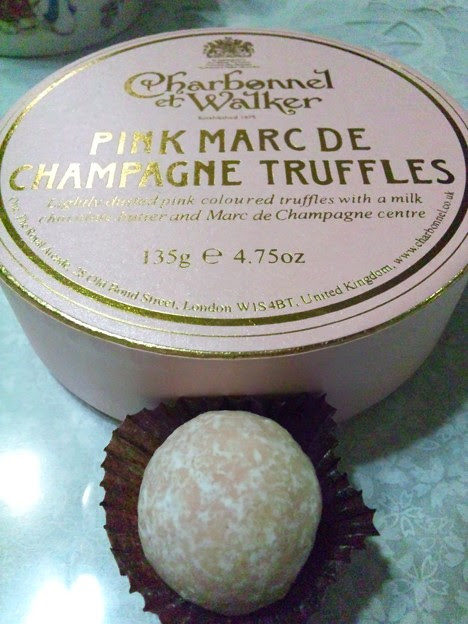 Charbonnel
et Walker
Established 1875
PINK MARC DE
CHAMPAGNE TRUFFLES
Lightly dusted pink coloured truffles with a milk
chocolate, butter and Marc de Champagne centre
135g ℮ 4.75oz
One The Royal Arcade, 28 Old Bond Street, London W1S4BT, United Kingdom, www.charbonnel.co.uk